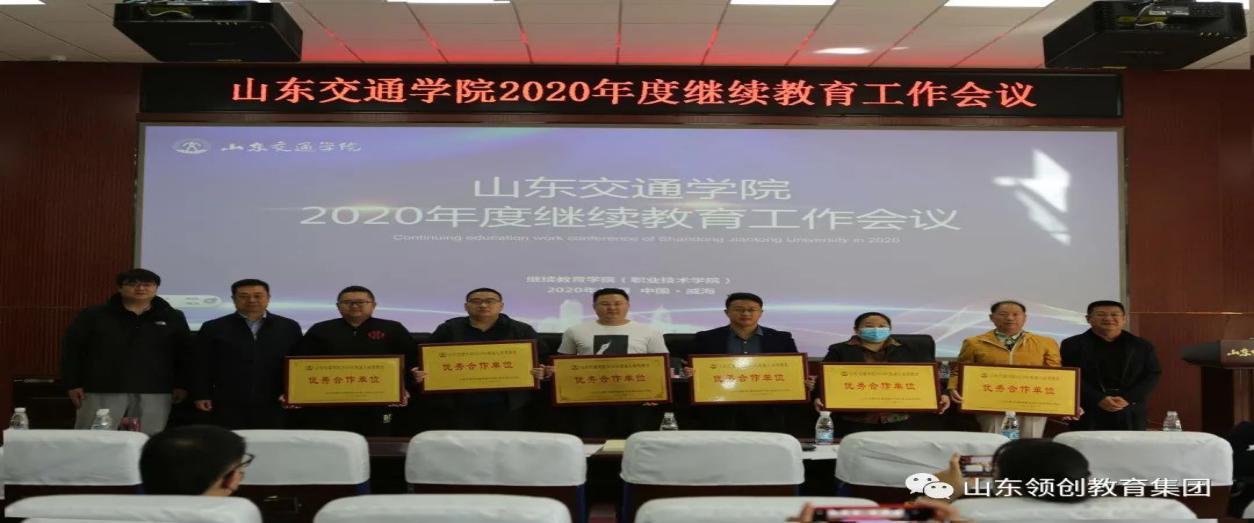 山东交通学院2020年度继续教育工作会议
山东交通学院
山东交通学院
2020年度继续教育工作会议
Continuing education work conference of Shandong Jiaotong University in 2020
继续教育学院（职业技术学院）
2020年 中国·威海
优秀合作单位
优秀合作单位
优秀合作单位
优秀合作单位
优秀合作单位
优秀合作单位
山东领创教育集团